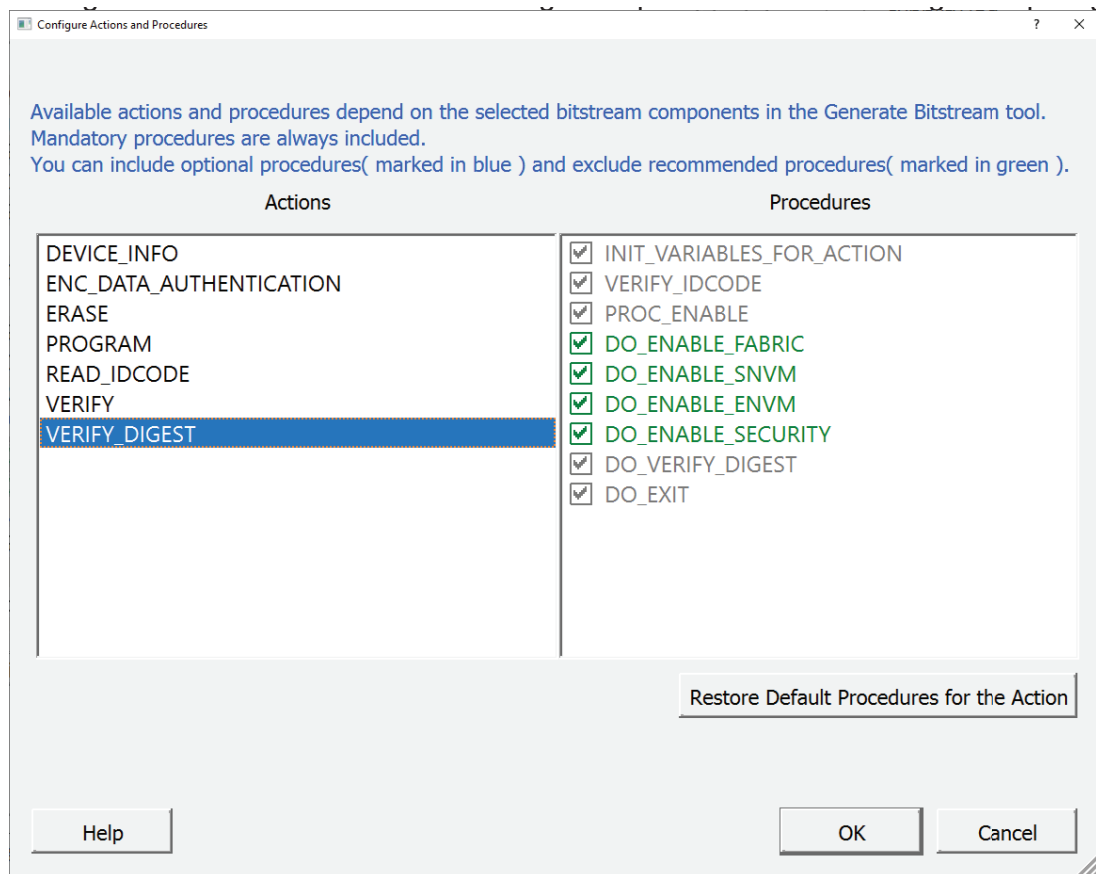 Configure Actions and Procedures
Available actions and procedures depend on the selected bitstream components in the Generate Bitstream tool.
Mandatory procedures are always included.
You can include optional procedures( marked in blue ) and exclude recommended procedures( marked in green ).
Actions
Procedures
DEVICE_INFO
ENC_DATA_AUTHENTICATION
ERASE
PROGRAM
READ_IDCODE
VERIFY
VERIFY_DIGEST
INIT_VARIABLES_FOR_ACTION
VERIFY_IDCODE
PROC_ENABLE
DO_ENABLE_FABRIC
DO_ENABLE_SNVM
DO_ENABLE_ENVM
DO_ENABLE_SECURITY
DO_VERIFY_DIGEST
DO_EXIT
Restore Default Procedures for the Action
Help
OK
Cancel